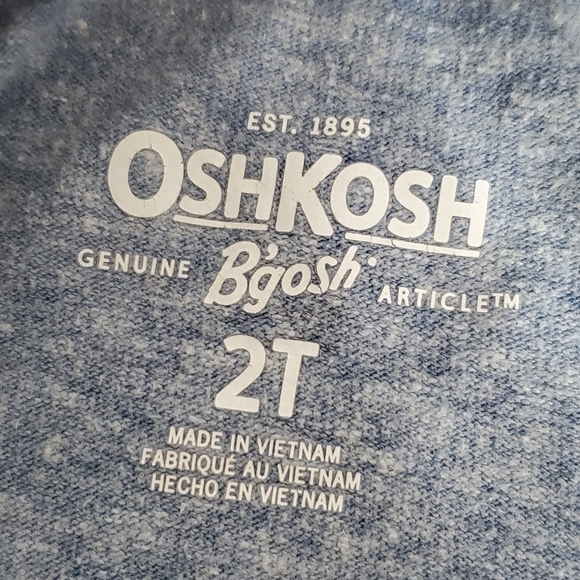 EST. 1895
OSHKOSH
GENUINE B'gosh ARTICLE™
2T
MADE IN VIETNAM
FABRIQUÉ AU VIETNAM
HECHO EN VIETNAM